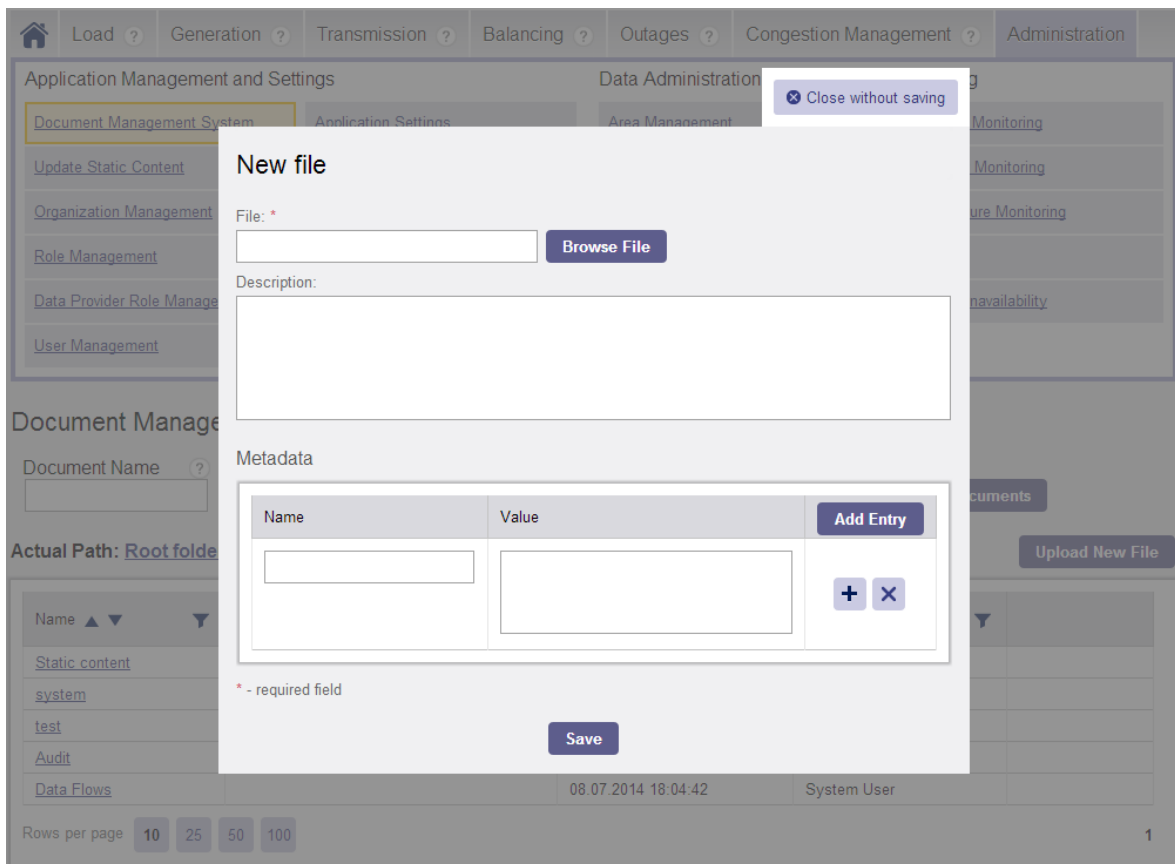 Load ? Generation ? Transmission ? Balancing ? Outages ? Congestion Management ? Administration
Application Management and Settings Data Administration g
Close without saving
Document Management System Application Settings Area Management Monitoring
Update Static Content Monitoring
Organization Management ure Monitoring
Role Management
Data Provider Role Manage navailability
User Management
New file
File: *
Browse File
Description:
Document Manage
Metadata
Document Name ? cuments
Name Value Add Entry
Actual Path: Root folde Upload New File
Name
Static content
system
test
Audit
* - required field
Save
Data Flows 08.07.2014 18:04:42 System User
Rows per page 10 25 50 100 1